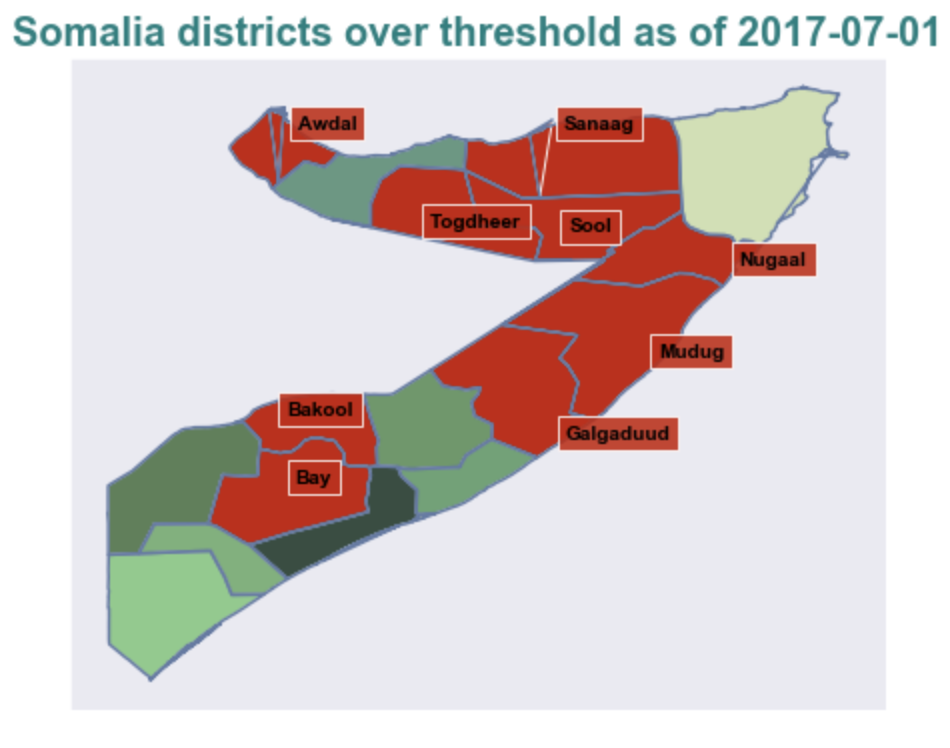 Somalia districts over threshold as of 2017-07-01
Awdal
Sanaag
Togdheer
Sool
Nugaal
Mudug
Bakool
Galgaduud
Bay